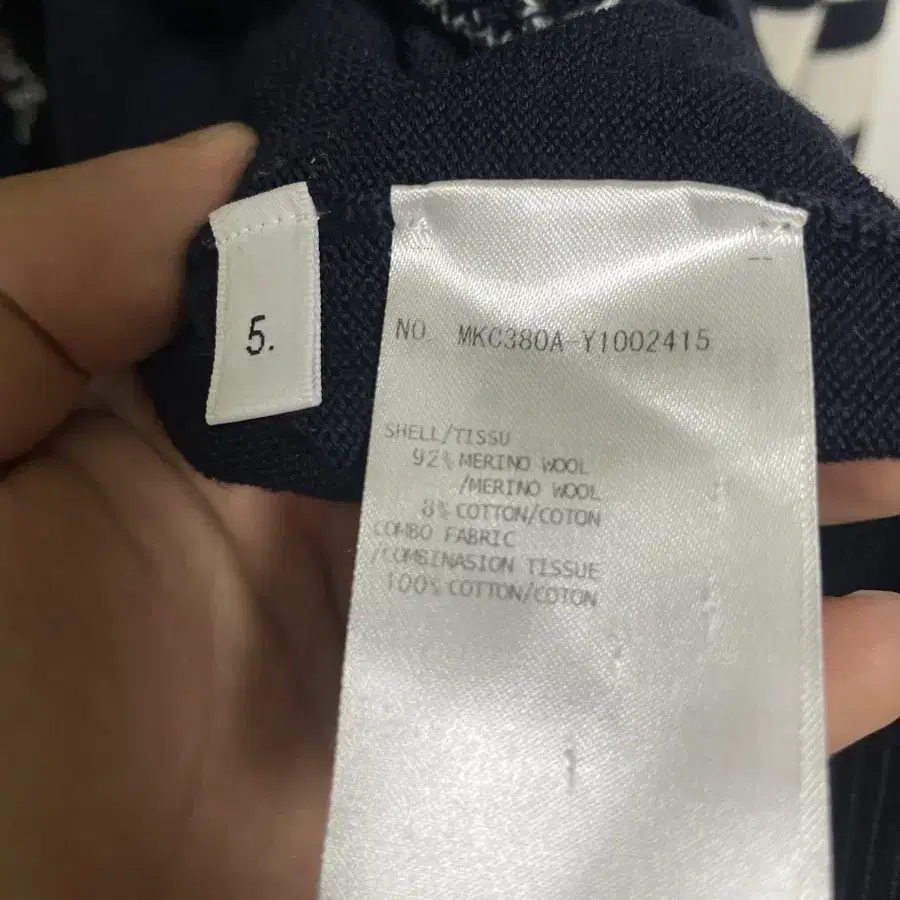 5.
NO. MKC380A-Y1002415
SHELL/TISSU
92% MERINO WOOL
/MERINO WOOL
8% COTTON/COTON
COMBO FABRIC
/COMBINASION TISSUE
100% COTTON/COTON